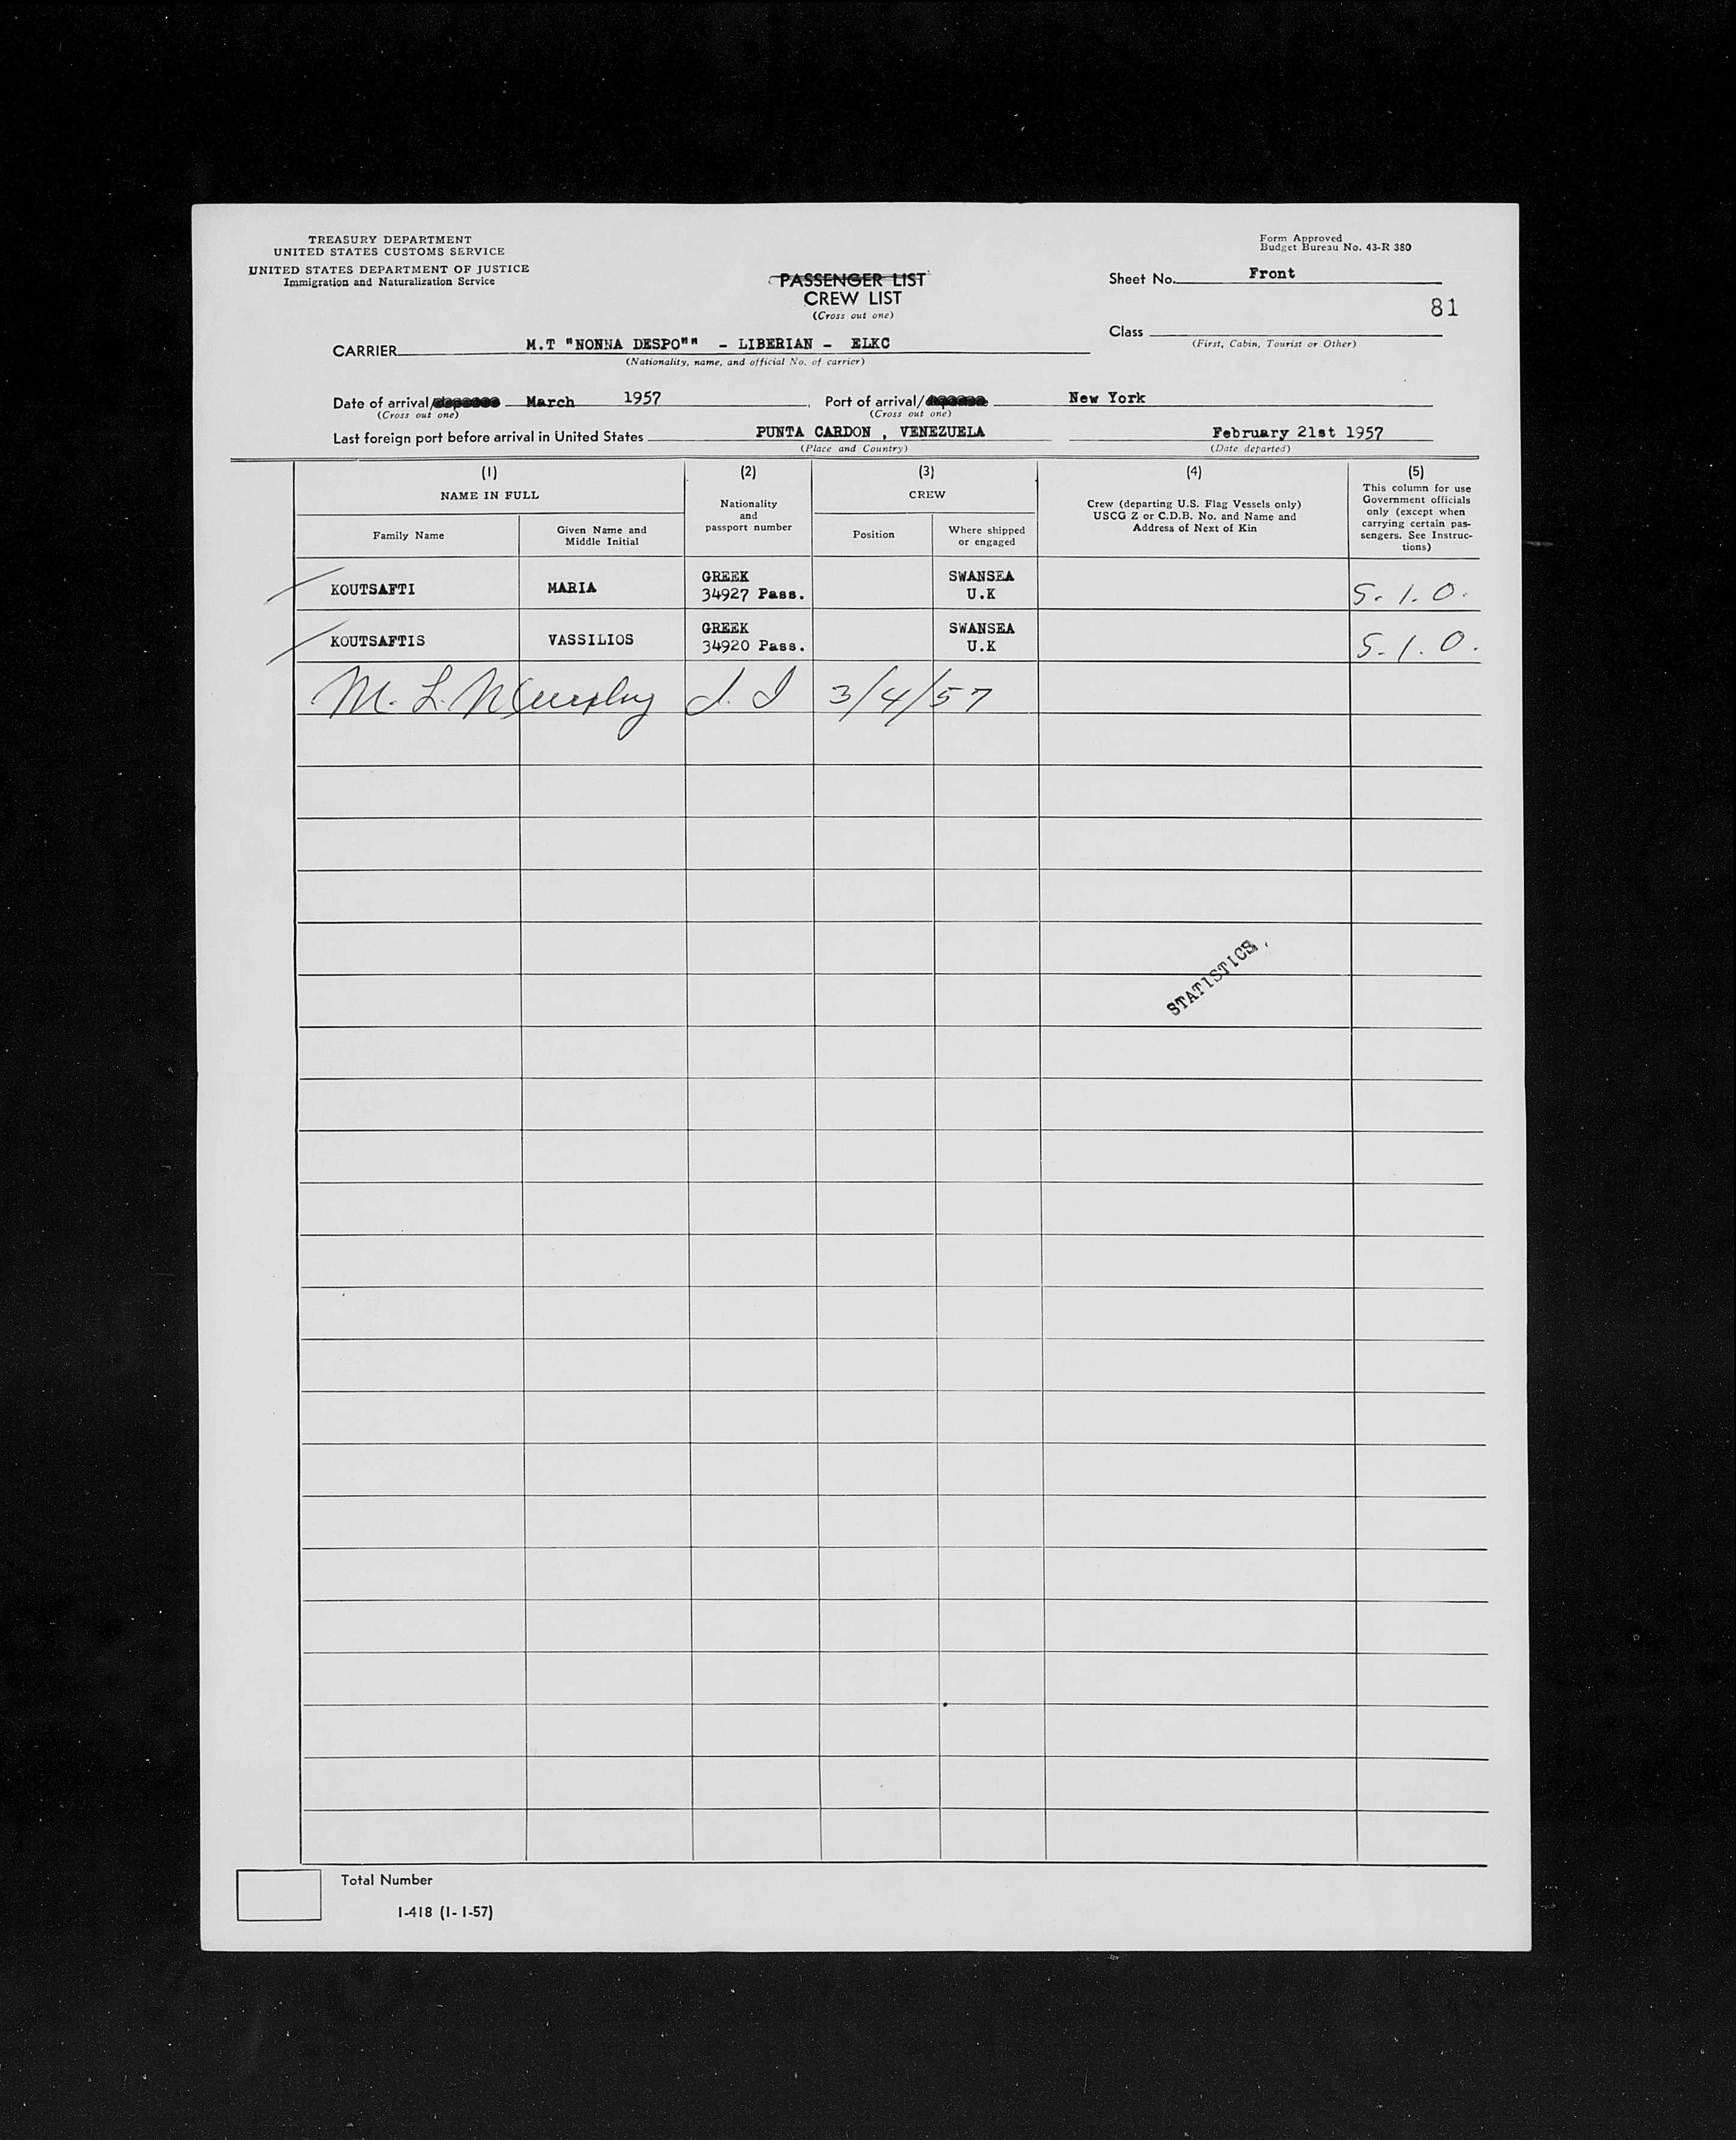 TREASURY DEPARTMENT
UNITED STATES CUSTOMS SERVICE
UNITED STATES DEPARTMENT OF JUSTICE
Immigration and Naturalization Service
PASSENGER LIST
CREW LIST
(Cross out one)
Form Approved
Budget Bureau No. 43-R 380
Sheet No. Front
81
Class
(First, Cabin, Tourist or Other)
CARRIER M.T "NONNA DESPO"" - LIBERIAN - ELKC
(Nationality, name, and official No. of carrier)
Date of arrival/ March 1957 Port of arrival/ New York
(Cross out one) (Cross out one)
Last foreign port before arrival in United States PUNTA CARDON , VENEZUELA February 21st 1957
(Place and Country) (Date departed)
(1) (2) (3) (4) (5)
NAME IN FULL
Family Name
Given Name and
Middle Initial
Nationality
and
passport number
CREW
Position
Where shipped
or engaged
Crew (departing U.S. Flag Vessels only)
USCG Z or C.D.B. No. and Name and
Address of Next of Kin
This column for use
Government officials
only (except when
carrying certain pas-
sengers. See Instruc-
tions)
KOUTSAFTI MARIA GREEK 34927 Pass. SWANSEA U.K S. I. O.
KOUTSAFTIS VASSILIOS GREEK 34920 Pass. SWANSEA U.K S. I. O.
M. L. Murphy I. I 3/4/57
STATISTICS
Total Number
I-418 (1-1-57)